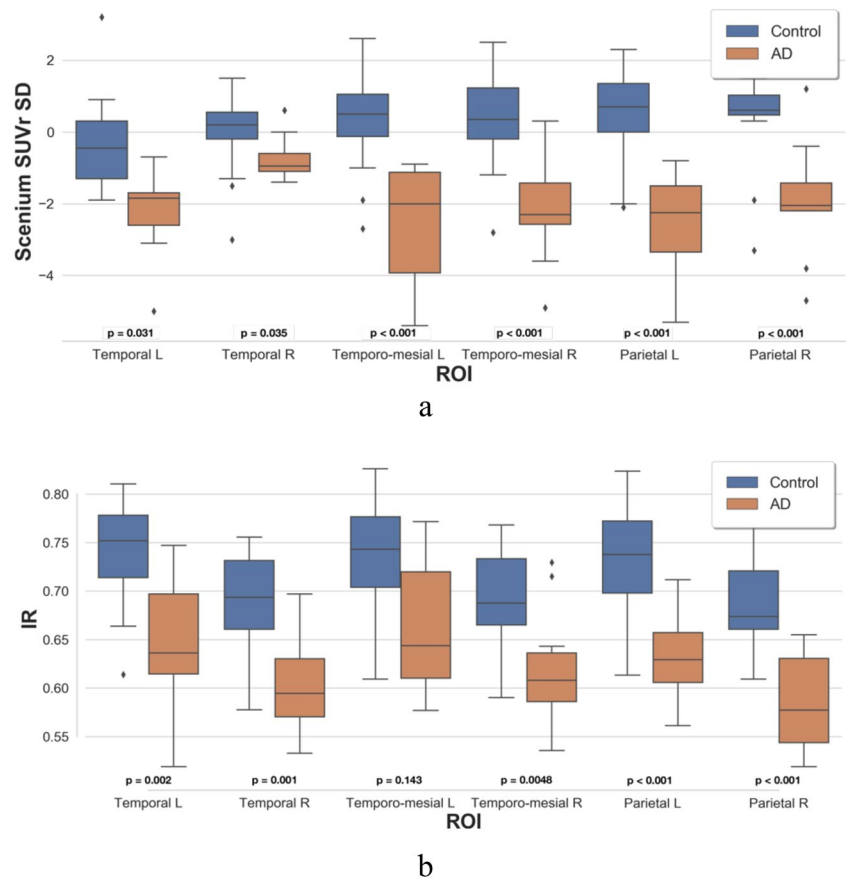 Control
AD
Scenium SUVr SD
2
0
−2
−4
p = 0.031 p = 0.035 p < 0.001 p < 0.001 p < 0.001 p < 0.001
Temporal L Temporal R Temporo-mesial L Temporo-mesial R Parietal L Parietal R
ROI
a
Control
AD
IR
0.80
0.75
0.70
0.65
0.60
0.55
p = 0.002 p = 0.001 p = 0.143 p = 0.0048 p < 0.001 p < 0.001
Temporal L Temporal R Temporo-mesial L Temporo-mesial R Parietal L Parietal R
ROI
b